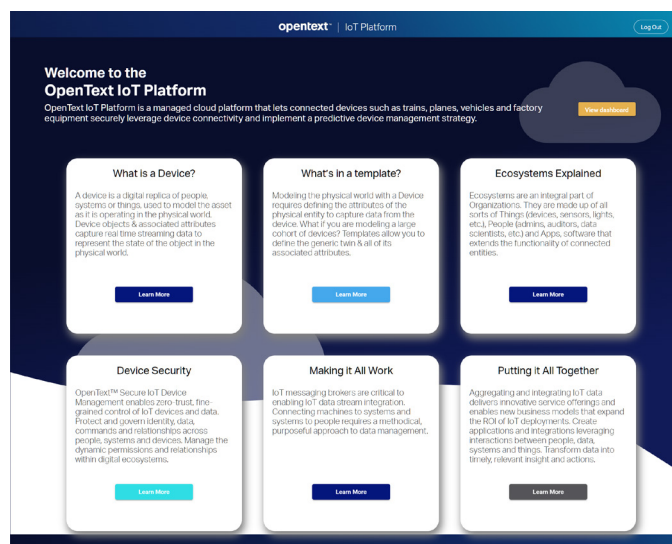 opentext™ | IoT Platform
Log Out
Welcome to the
OpenText IoT Platform
OpenText IoT Platform is a managed cloud platform that lets connected devices such as trains, planes, vehicles and factory
equipment securely leverage device connectivity and implement a predictive device management strategy.
View dashboard
What is a Device?
A device is a digital replica of people,
systems or things, used to model the asset
as it is operating in the physical world.
Device objects & associated attributes
capture real time streaming data to
represent the state of the object in the
physical world.
Learn More
What's in a template?
Modeling the physical world with a Device
requires defining the attributes of the
physical entity to capture data from the
device. What if you are modeling a large
cohort of devices? Templates allow you to
define the generic twin & all of its
associated attributes.
Learn More
Ecosystems Explained
Ecosystems are an integral part of
Organizations. They are made up of all
sorts of Things (devices, sensors, lights,
etc.), People (admins, auditors, data
scientists, etc.) and Apps, software that
extends the functionality of connected
entities.
Learn More
Device Security
OpenText™ Secure IoT Device
Management enables zero-trust, fine-
grained control of IoT devices and data.
Protect and govern Identity, data,
commands and relationships across
people, systems and devices. Manage the
dynamic permissions and relationships
within digital ecosystems.
Learn More
Making it All Work
IoT messaging brokers are critical to
enabling IoT data stream integration.
Connecting machines to systems and
systems to people requires a methodical,
purposeful approach to data management.
Learn More
Putting it All Together
Aggregating and integrating IoT data
delivers innovative service offerings and
enables new business models that expand
the ROI of IoT deployments. Create
applications and integrations leveraging
interactions between people, data,
systems and things. Transform data into
timely, relevant insight and actions.
Learn More